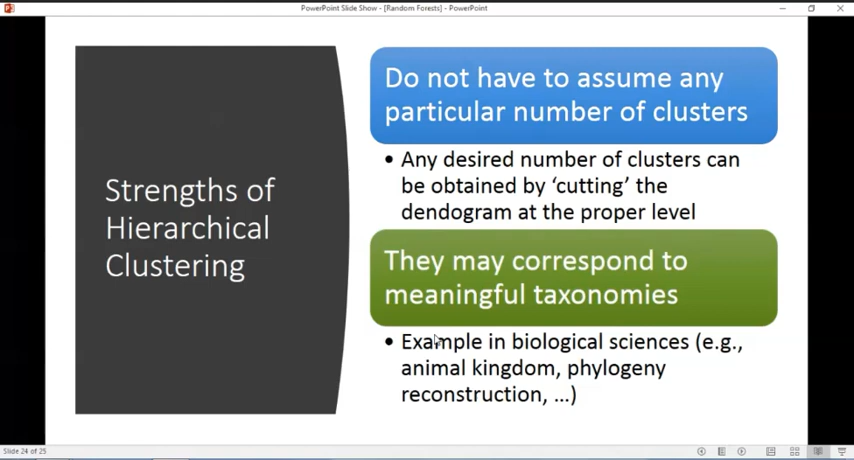 PowerPoint Slide Show - [Random Forests] - PowerPoint
Strengths of
Hierarchical
Clustering
Do not have to assume any
particular number of clusters
• Any desired number of clusters can
be obtained by ‘cutting’ the
dendogram at the proper level
They may correspond to
meaningful taxonomies
• Example in biological sciences (e.g.,
animal kingdom, phylogeny
reconstruction, …)
Slide 24 of 25